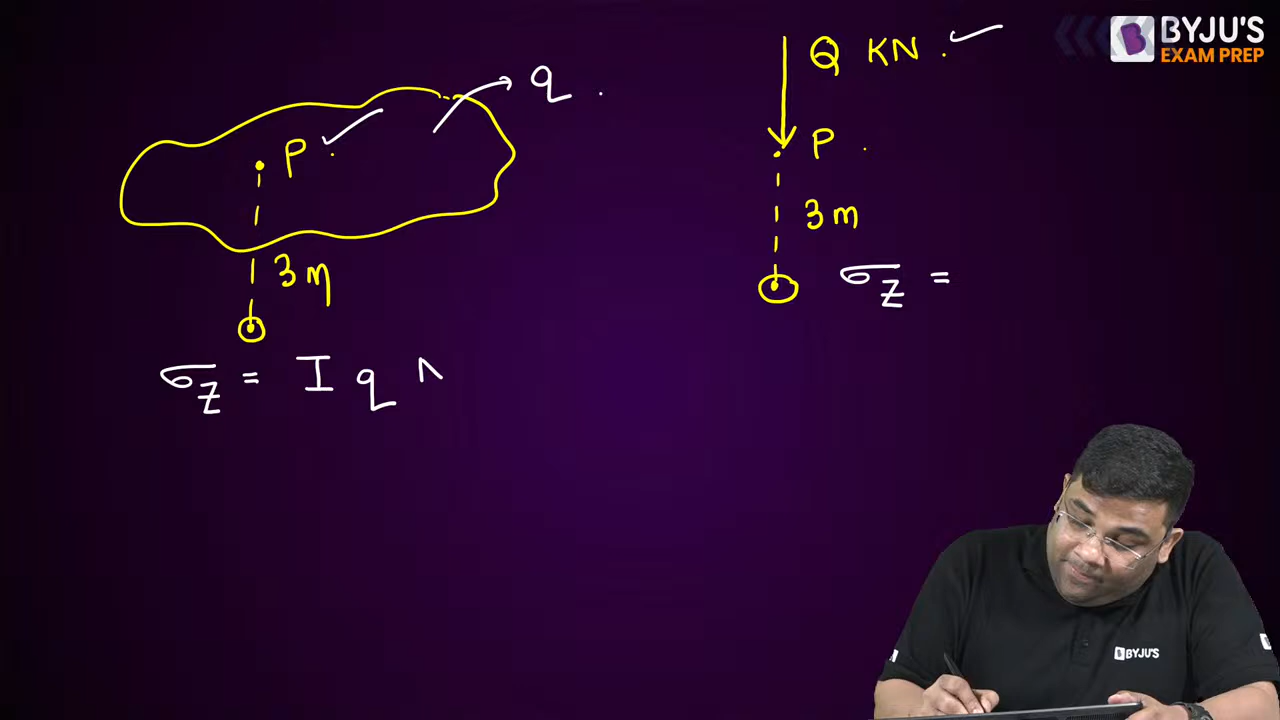 BYJU'S
EXAM PREP
q .
P .
3m
σz = I q N
Q KN .
P .
3m
σz =
BYJU'S